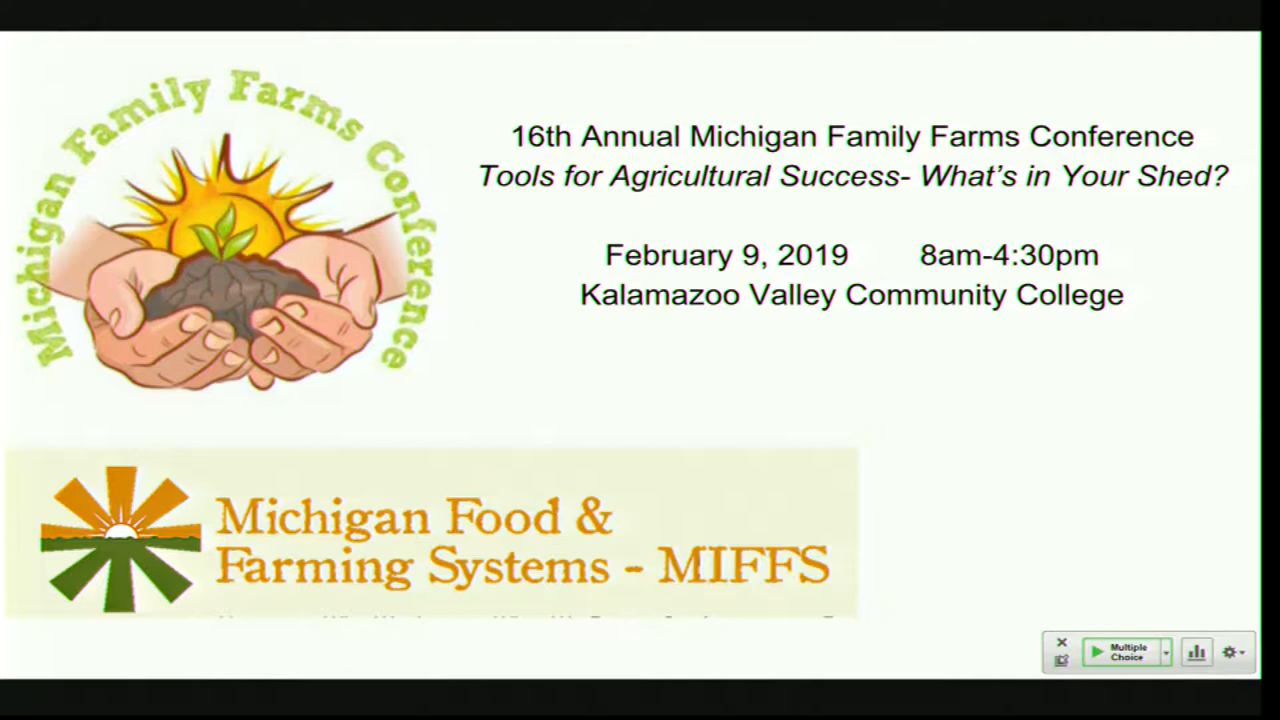 Michigan Family Farms Conference
16th Annual Michigan Family Farms Conference
Tools for Agricultural Success- What's in Your Shed?
February 9, 2019 8am-4:30pm
Kalamazoo Valley Community College
Michigan Food &
Farming Systems - MIFFS
Multiple
Choice